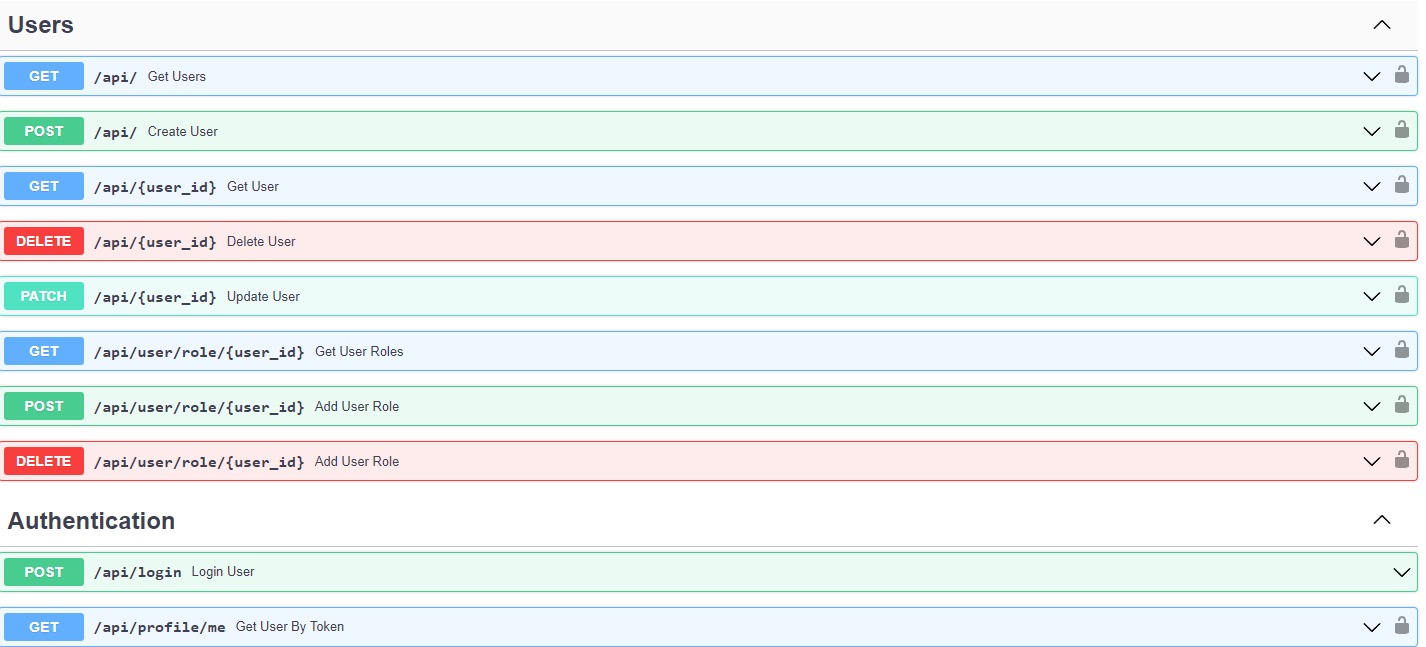 Users
GET /api/ Get Users
POST /api/ Create User
GET /api/{user_id} Get User
DELETE /api/{user_id} Delete User
PATCH /api/{user_id} Update User
GET /api/user/role/{user_id} Get User Roles
POST /api/user/role/{user_id} Add User Role
DELETE /api/user/role/{user_id} Add User Role
Authentication
POST /api/login Login User
GET /api/profile/me Get User By Token